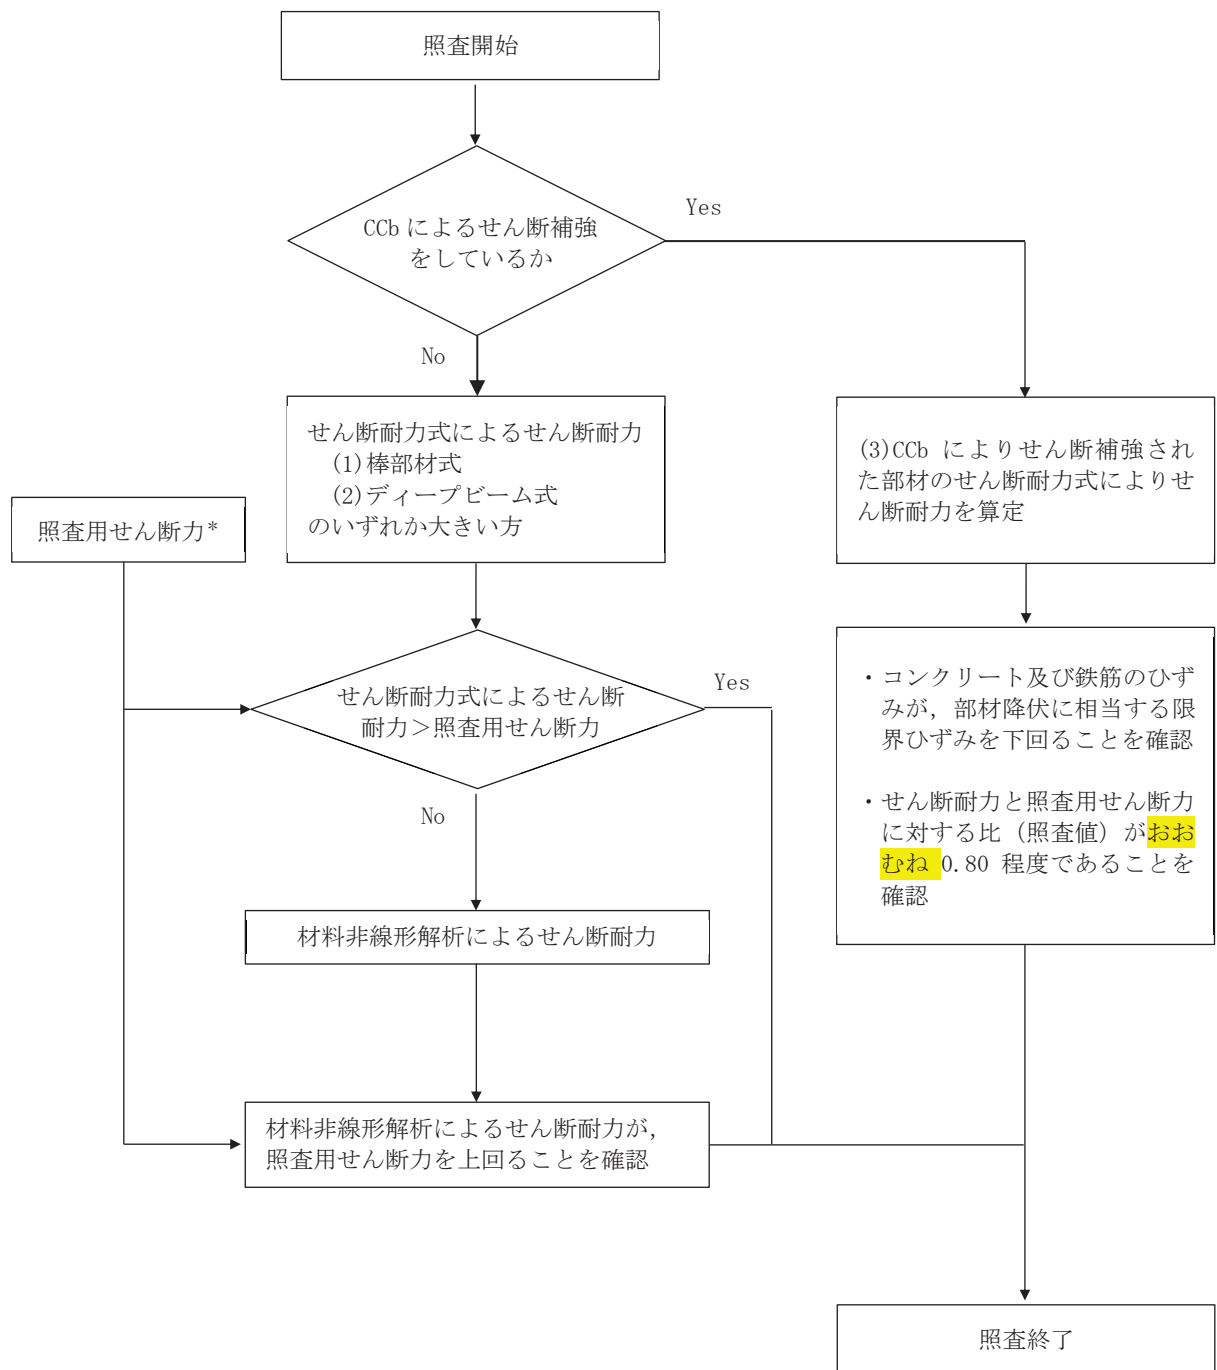 照査開始
CCb によるせん断補強
をしているか
Yes
No
せん断耐力式によるせん断耐力
(1)棒部材式
(2)ディープビーム式
のいずれか大きい方
(3)CCb によりせん断補強され
た部材のせん断耐力式によりせ
ん断耐力を算定
照査用せん断力*
せん断耐力式によるせん断
耐力＞照査用せん断力
Yes
No
・コンクリート及び鉄筋のひず
みが，部材降伏に相当する限
界ひずみを下回ることを確認
・せん断耐力と照査用せん断力
に対する比（照査値）がおお
むね 0.80 程度であることを
確認
材料非線形解析によるせん断耐力
材料非線形解析によるせん断耐力が，
照査用せん断力を上回ることを確認
照査終了